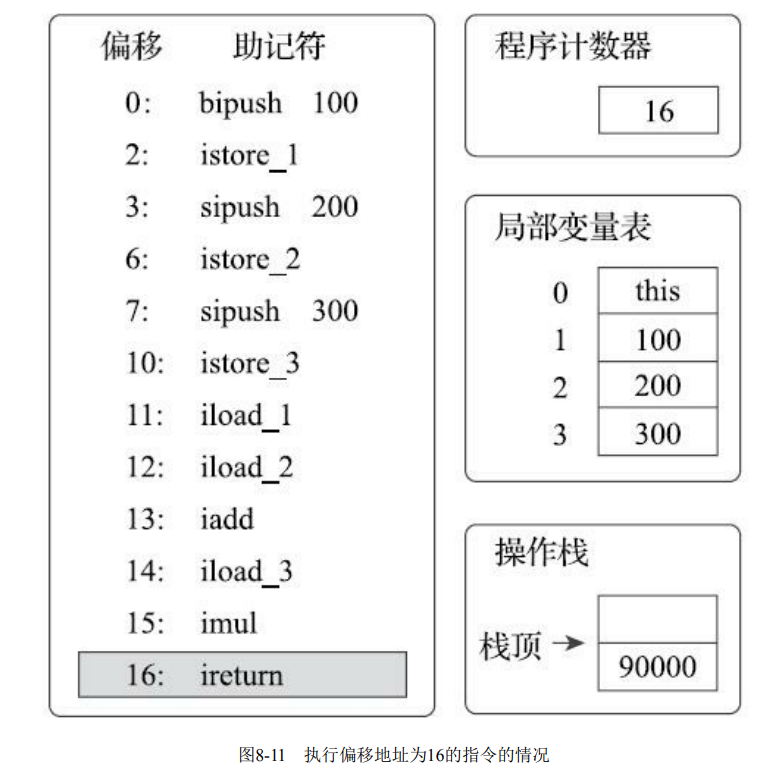 偏移 助记符
0: bipush 100
2: istore_1
3: sipush 200
6: istore_2
7: sipush 300
10: istore_3
11: iload_1
12: iload_2
13: iadd
14: iload_3
15: imul
16: ireturn
程序计数器
16
局部变量表
0 this
1 100
2 200
3 300
操作栈
栈顶
90000
图8-11 执行偏移地址为16的指令的情况